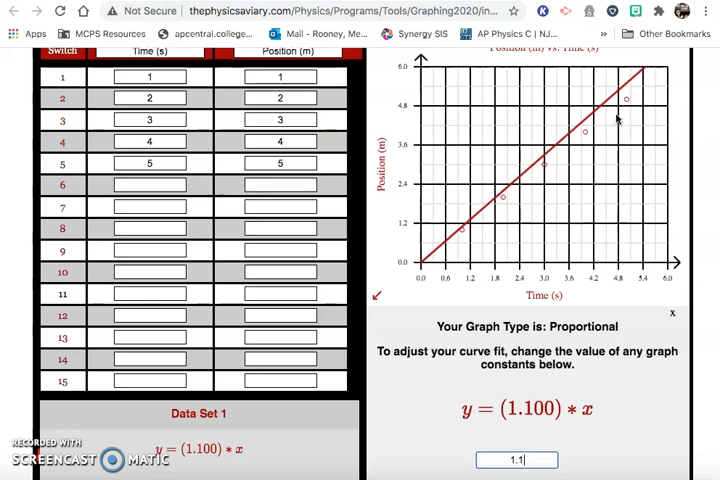 thephysicsaviary.com/Physics/Programs/Tools/Graphing2020/in...
Apps MCPS Resources apcentral.college... Mail - Rooney, Me... Synergy SIS AP Physics C | NJ... Other Bookmarks
Switch Time (s) Position (m)
1 1 1
2 2 2
3 3 3
4 4 4
5 5 5
6
7
8
9
10
11
12
13
14
15
Data Set 1
y = (1.100) * x
Position (m) vs. Time (s)
6.0
4.8
3.6
2.4
1.2
0.0
Position (m)
0.0 0.6 1.2 1.8 2.4 3.0 3.6 4.2 4.8 5.4 6.0
Time (s)
x
Your Graph Type is: Proportional
To adjust your curve fit, change the value of any graph
constants below.
y = (1.100) * x
1.1
RECORDED WITH
SCREENCAST MATIC